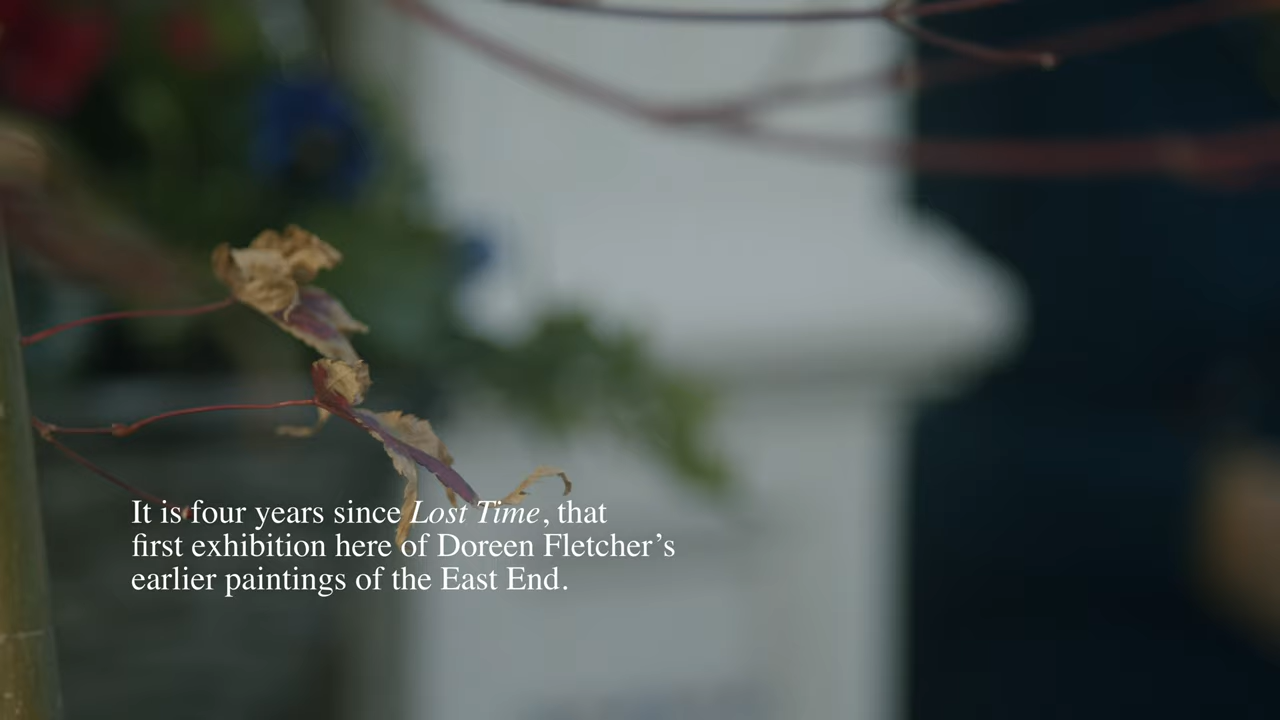 It is four years since Lost Time, that
first exhibition here of Doreen Fletcher’s
earlier paintings of the East End.